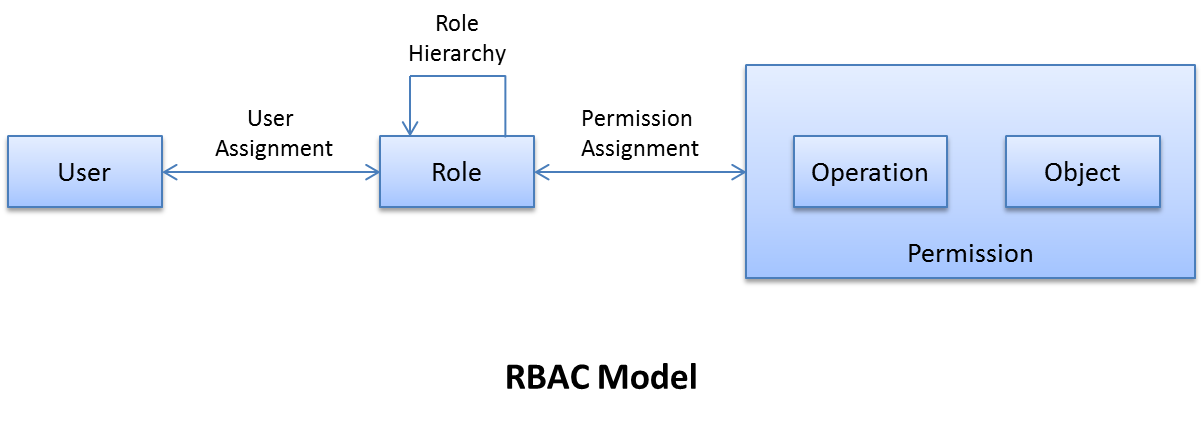 Role
Hierarchy
User
Assignment
Permission
Assignment
User
Role
Operation
Object
Permission
RBAC Model